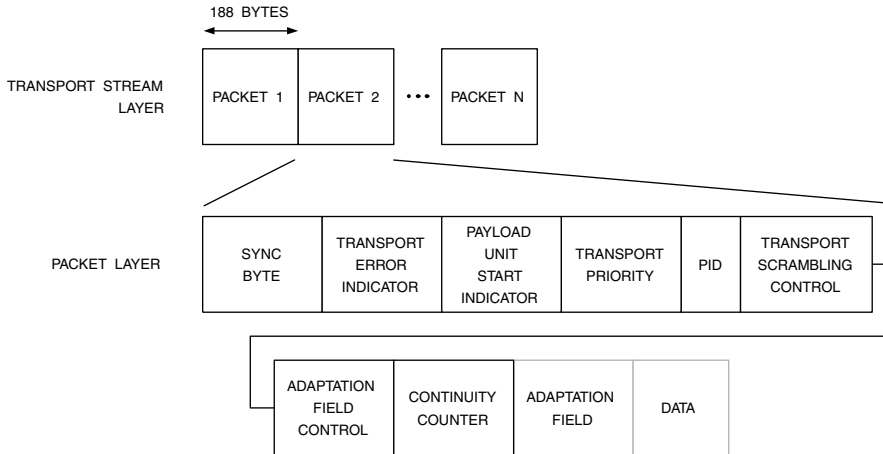 188 BYTES
TRANSPORT STREAM
LAYER
PACKET 1
PACKET 2
•••
PACKET N
PACKET LAYER
SYNC
BYTE
TRANSPORT
ERROR
INDICATOR
PAYLOAD
UNIT
START
INDICATOR
TRANSPORT
PRIORITY
PID
TRANSPORT
SCRAMBLING
CONTROL
ADAPTATION
FIELD
CONTROL
CONTINUITY
COUNTER
ADAPTATION
FIELD
DATA